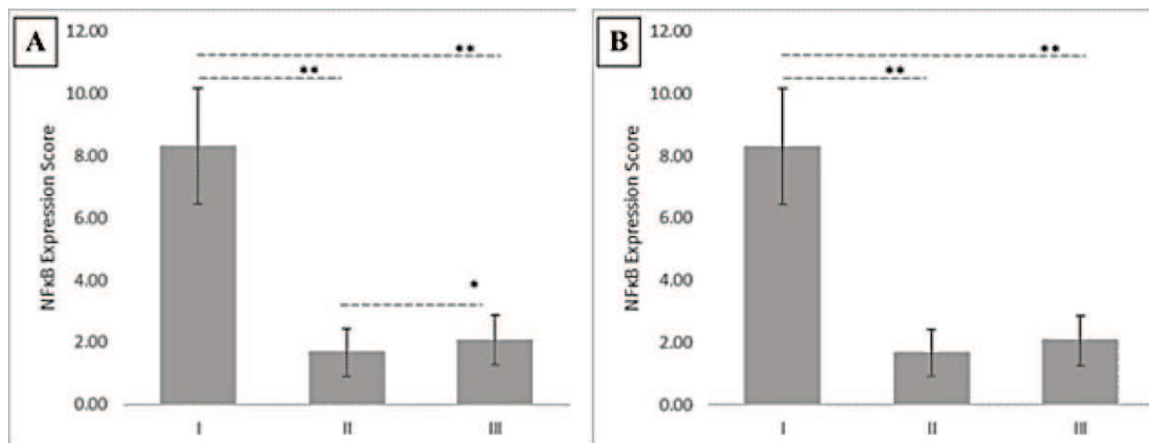 A
NFκB Expression Score
12.00
10.00
8.00
6.00
4.00
2.00
0.00
**
**
*
I
II
III
B
NFκB Expression Score
12.00
10.00
8.00
6.00
4.00
2.00
0.00
**
**
I
II
III